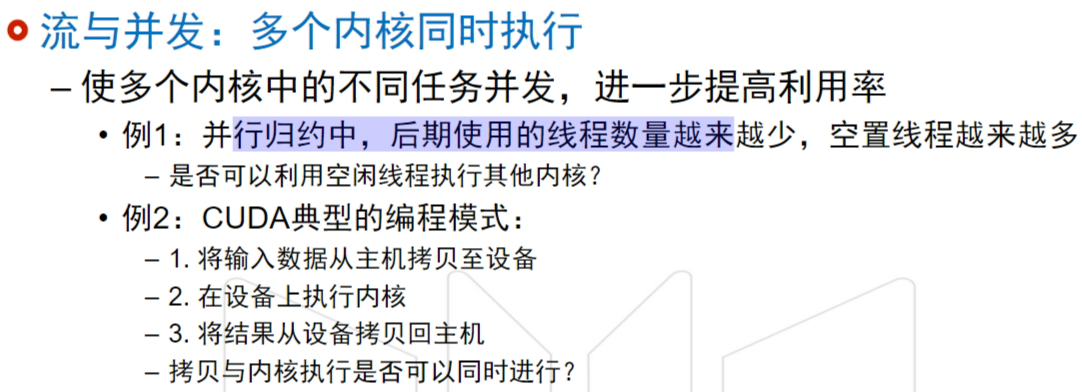 流与并发：多个内核同时执行
– 使多个内核中的不同任务并发，进一步提高利用率
• 例1：并行归约中，后期使用的线程数量越来越少，空置线程越来越多
– 是否可以利用空闲线程执行其他内核？
• 例2：CUDA典型的编程模式：
– 1. 将输入数据从主机拷贝至设备
– 2. 在设备上执行内核
– 3. 将结果从设备拷贝回主机
– 拷贝与内核执行是否可以同时进行？